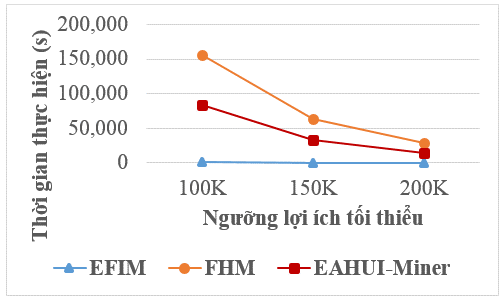 200,000
150,000
100,000
50,000
0
Thời gian thực hiện (s)
100K 150K 200K
Ngưỡng lợi ích tối thiểu
EFIM FHM EAHUI-Miner